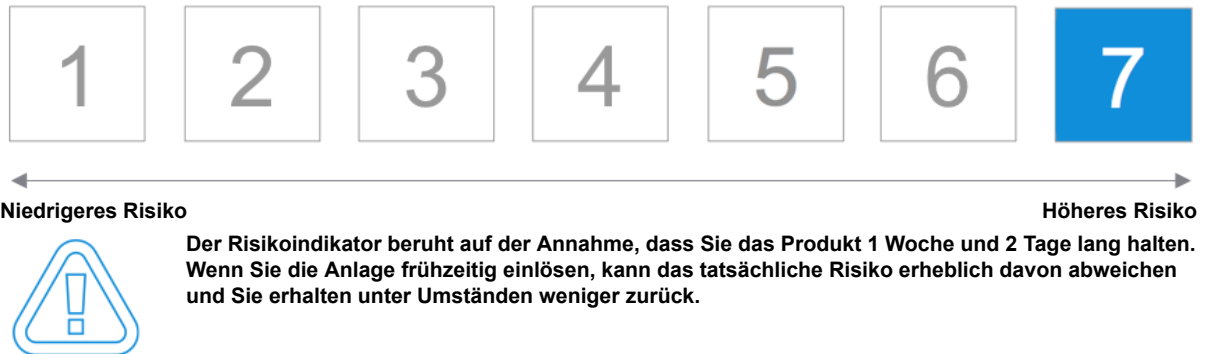 1 2 3 4 5 6 7
Niedrigeres Risiko Höheres Risiko
Der Risikoindikator beruht auf der Annahme, dass Sie das Produkt 1 Woche und 2 Tage lang halten.
Wenn Sie die Anlage frühzeitig einlösen, kann das tatsächliche Risiko erheblich davon abweichen
und Sie erhalten unter Umständen weniger zurück.